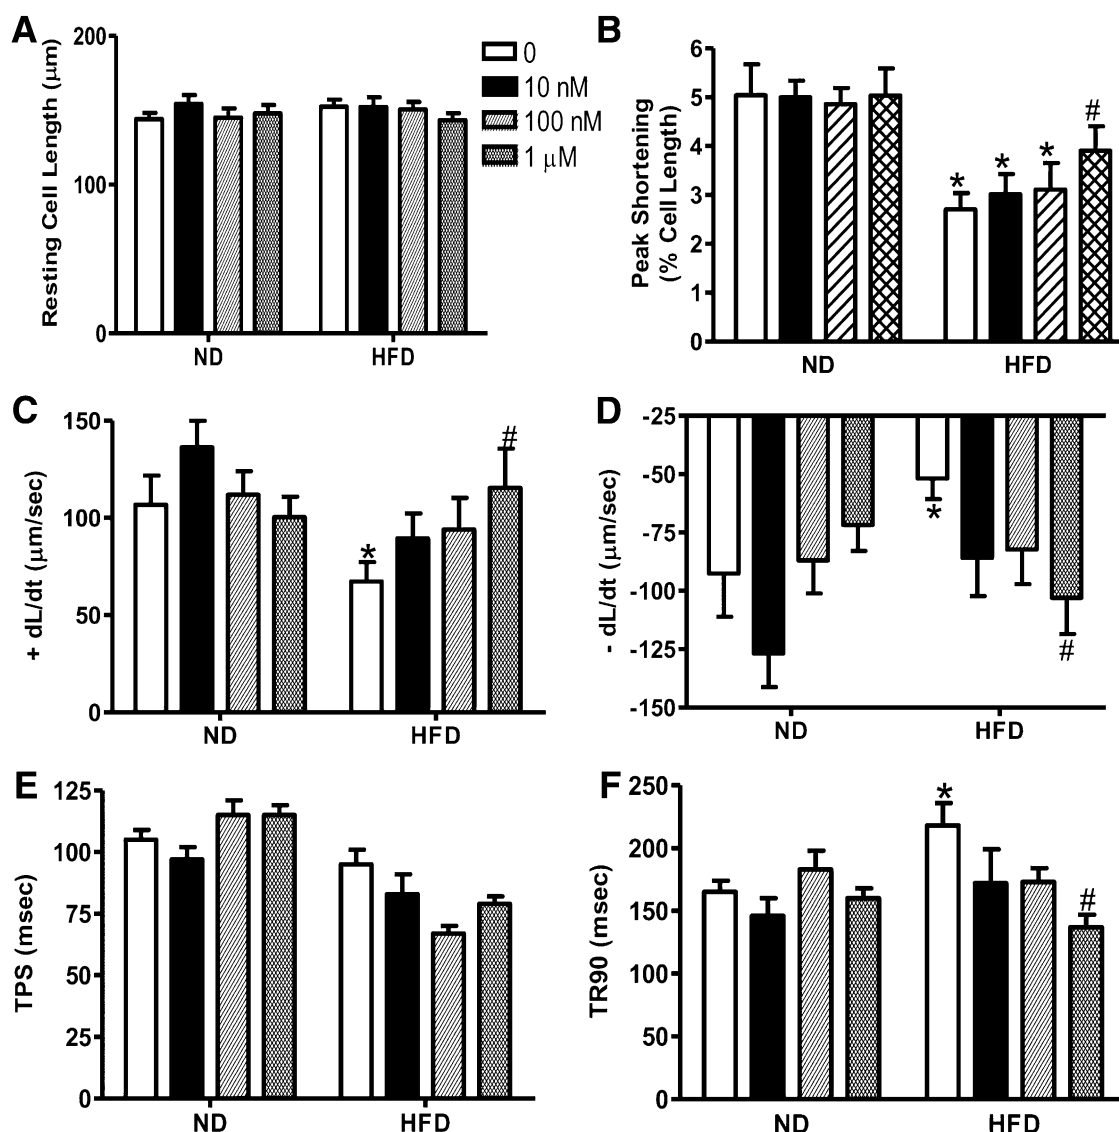 A
Resting Cell Length (μm)
200
100
0
ND
HFD
0
10 nM
100 nM
1 μM
B
Peak Shortening
(% Cell Length)
6
5
4
3
2
1
0
*
*
*
#
ND
HFD
C
+ dL/dt (μm/sec)
150
100
50
0
*
#
ND
HFD
D
- dL/dt (μm/sec)
-25
-50
-75
-100
-125
-150
*
#
ND
HFD
E
TPS (msec)
125
100
75
50
25
0
ND
HFD
F
TR90 (msec)
250
200
150
100
50
0
*
#
ND
HFD